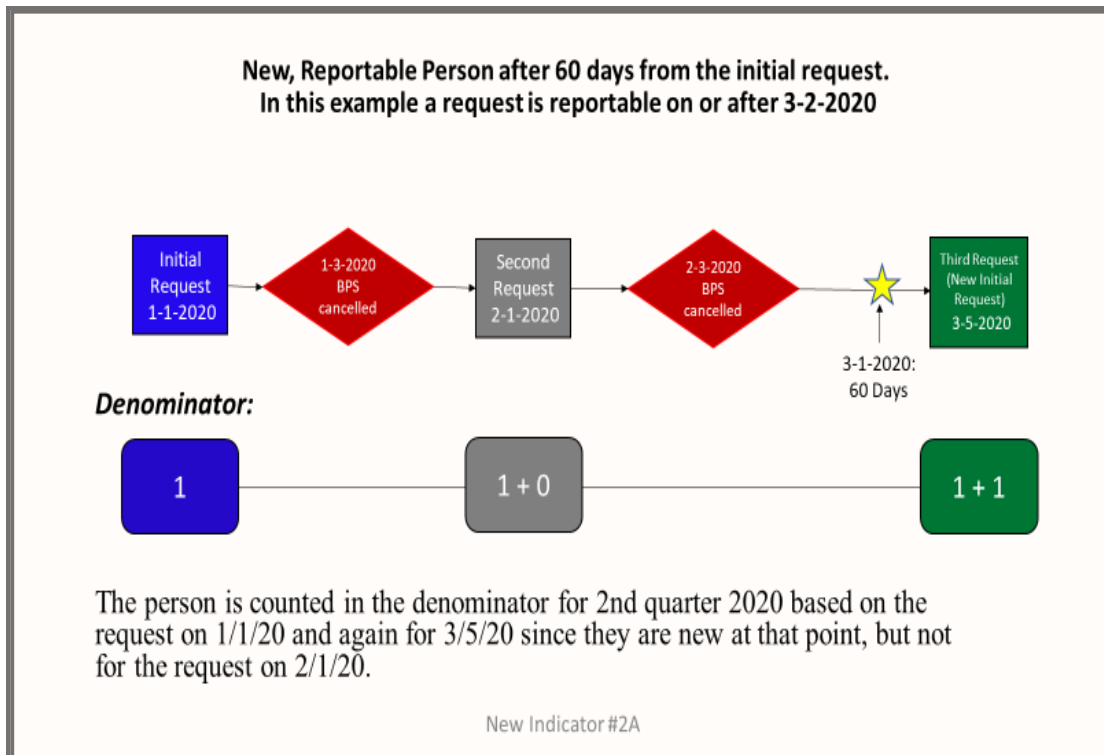 New, Reportable Person after 60 days from the initial request.
In this example a request is reportable on or after 3-2-2020
Initial
Request
1-1-2020
1-3-2020
BPS
cancelled
Second
Request
2-1-2020
2-3-2020
BPS
cancelled
Third Request
(New Initial
Request)
3-5-2020
3-1-2020:
60 Days
Denominator:
1
1 + 0
1 + 1
The person is counted in the denominator for 2nd quarter 2020 based on the
request on 1/1/20 and again for 3/5/20 since they are new at that point, but not
for the request on 2/1/20.
New Indicator #2A